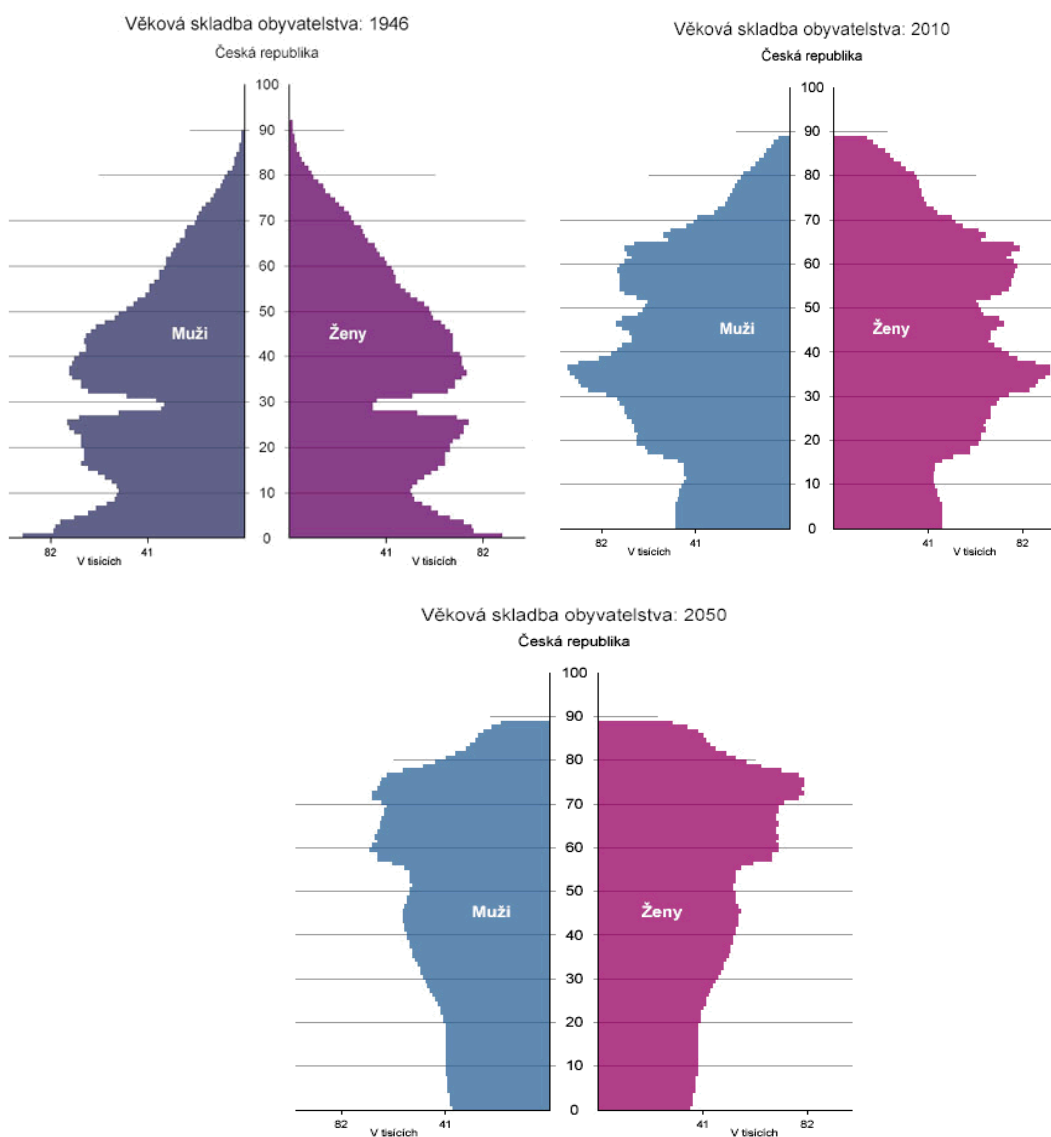 Věková skladba obyvatelstva: 1946
Česká republika
100
90
80
70
60
50
Muži
Ženy
40
30
20
10
0
82
41
41
82
V tisících
V tisících
Věková skladba obyvatelstva: 2010
Česká republika
100
90
80
70
60
50
Muži
Ženy
40
30
20
10
0
82
41
41
82
V tisících
V tisících
Věková skladba obyvatelstva: 2050
Česká republika
100
90
80
70
60
50
Muži
Ženy
40
30
20
10
0
82
41
41
82
V tisících
V tisících